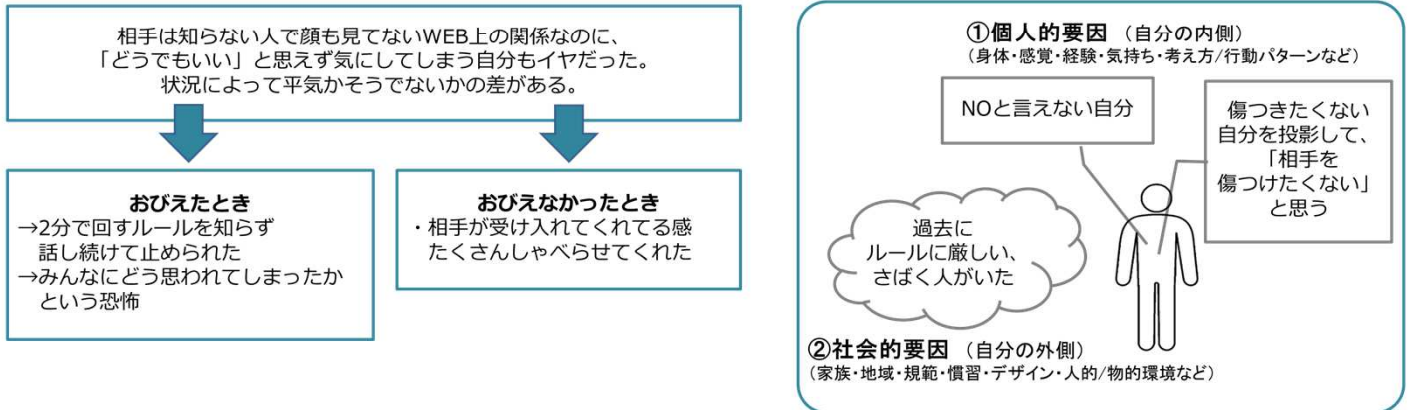 相手は知らない人で顔も見てないWEB上の関係なのに、
「どうでもいい」と思えず気にしてしまう自分もイヤだった。
状況によって平気かそうでないかの差がある。
おびえたとき
→2分で回すルールを知らず
話し続けて止められた
→みんなにどう思われてしまったか
という恐怖
おびえなかったとき
・相手が受け入れてくれてる感
たくさんしゃべらせてくれた
①個人的要因（自分の内側）
（身体・感覚・経験・気持ち・考え方/行動パターンなど）
NOと言えない自分
傷つきたくない
自分を投影して、
「相手を
傷つけたくない」
と思う
過去に
ルールに厳しい、
さばく人がいた
②社会的要因（自分の外側）
（家族・地域・規範・慣習・デザイン・人的/物的環境など）